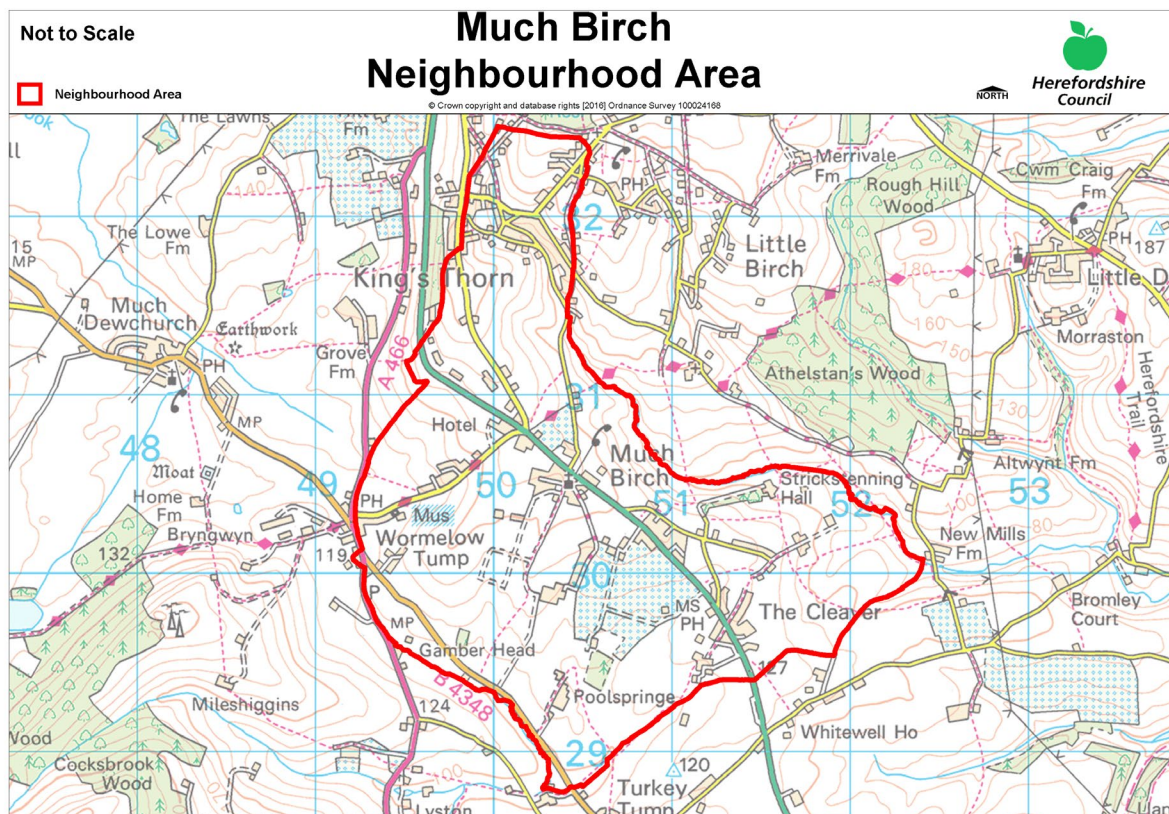 Not to Scale
Much Birch
Neighbourhood Area
Neighbourhood Area
© Crown copyright and database rights [2016] Ordnance Survey 100024168
NORTH
Herefordshire
Council
The Lawns
Fm
Merrivale
Fm
PH
Rough Hill
Wood
Cwm Craig
Fm
140
32
15
MP
The Lowe
Fm
King's Thorn
Little
Birch
180
PH
187
Little D
Much
Dewchurch
Earthwork
160
150
Morraston
PH
Grove
Fm
A 466
Athelstan's Wood
31
130
Herefordshire
Trail
MP
Hotel
48
49
50
Much
Birch
51
Strickstenning
Hall
52
53
Altwynt Fm
Moat
Home
Fm
PH
Mus
Bryngwyn
132
119
Wormelow
Tump
New Mills
Fm
80
30
P
MP
MS
PH
The Cleaver
Bromley
Court
Gamber Head
B 4348
Poolspringe
127
Mileshiggins
124
Whitewell Ho
Wood
Cocksbrook
Wood
29
100
120
Turkey
Tump
Lyston